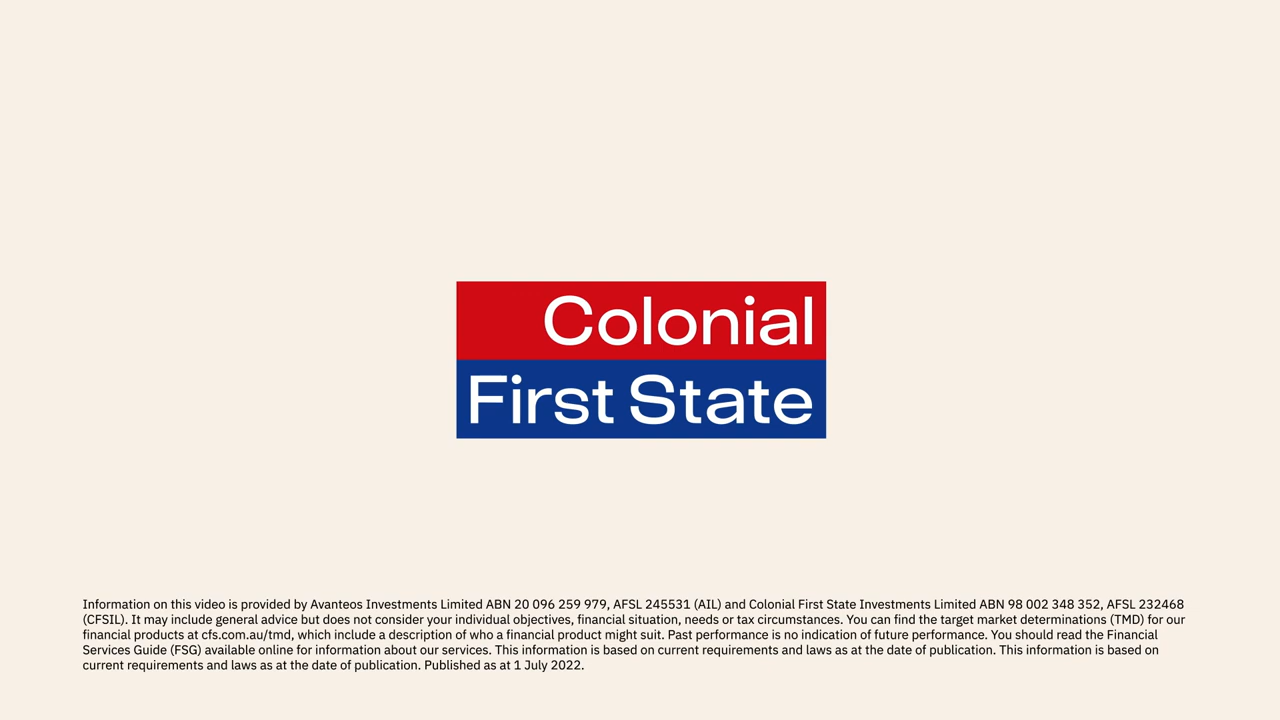 Colonial
First State
Information on this video is provided by Avanteos Investments Limited ABN 20 096 259 979, AFSL 245531 (AIL) and Colonial First State Investments Limited ABN 98 002 348 352, AFSL 232468
(CFSIL). It may include general advice but does not consider your individual objectives, financial situation, needs or tax circumstances. You can find the target market determinations (TMD) for our
financial products at cfs.com.au/tmd, which include a description of who a financial product might suit. Past performance is no indication of future performance. You should read the Financial
Services Guide (FSG) available online for information about our services. This information is based on current requirements and laws as at the date of publication. This information is based on
current requirements and laws as at the date of publication. Published as at 1 July 2022.